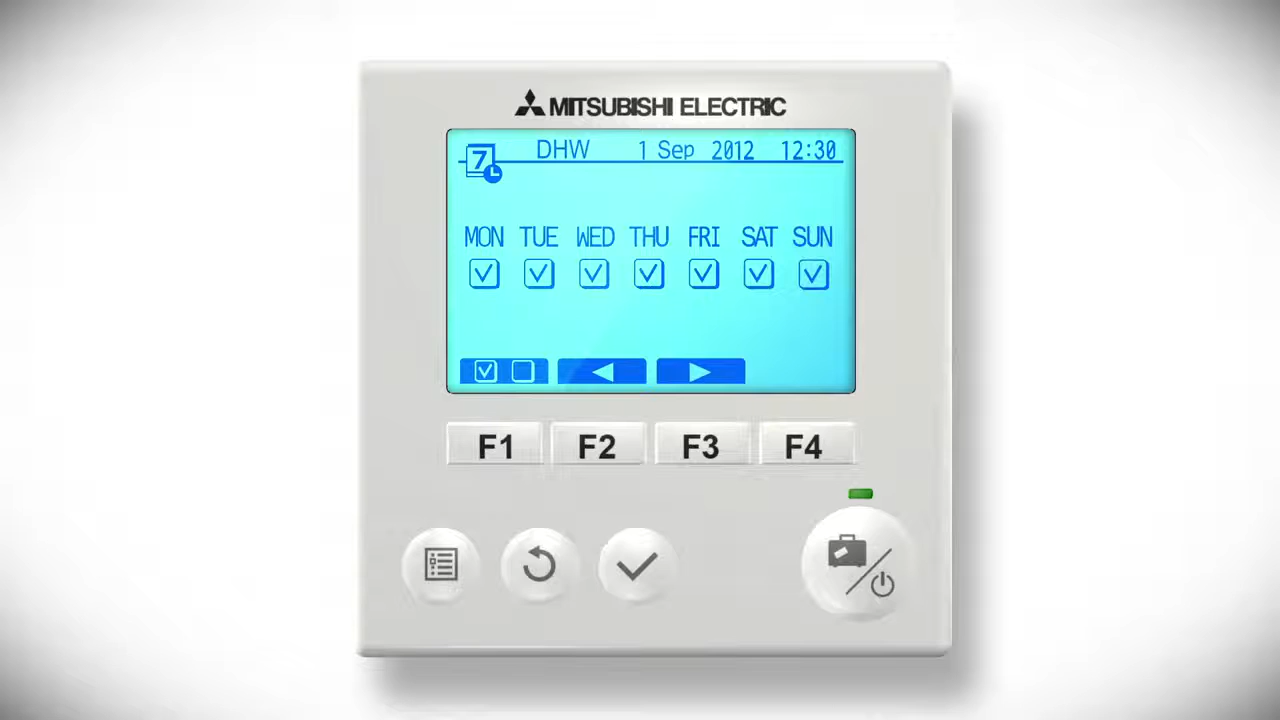 MITSUBISHI ELECTRIC
7 DHW 1 Sep 2012 12:30
MON TUE WED THU FRI SAT SUN
F1 F2 F3 F4